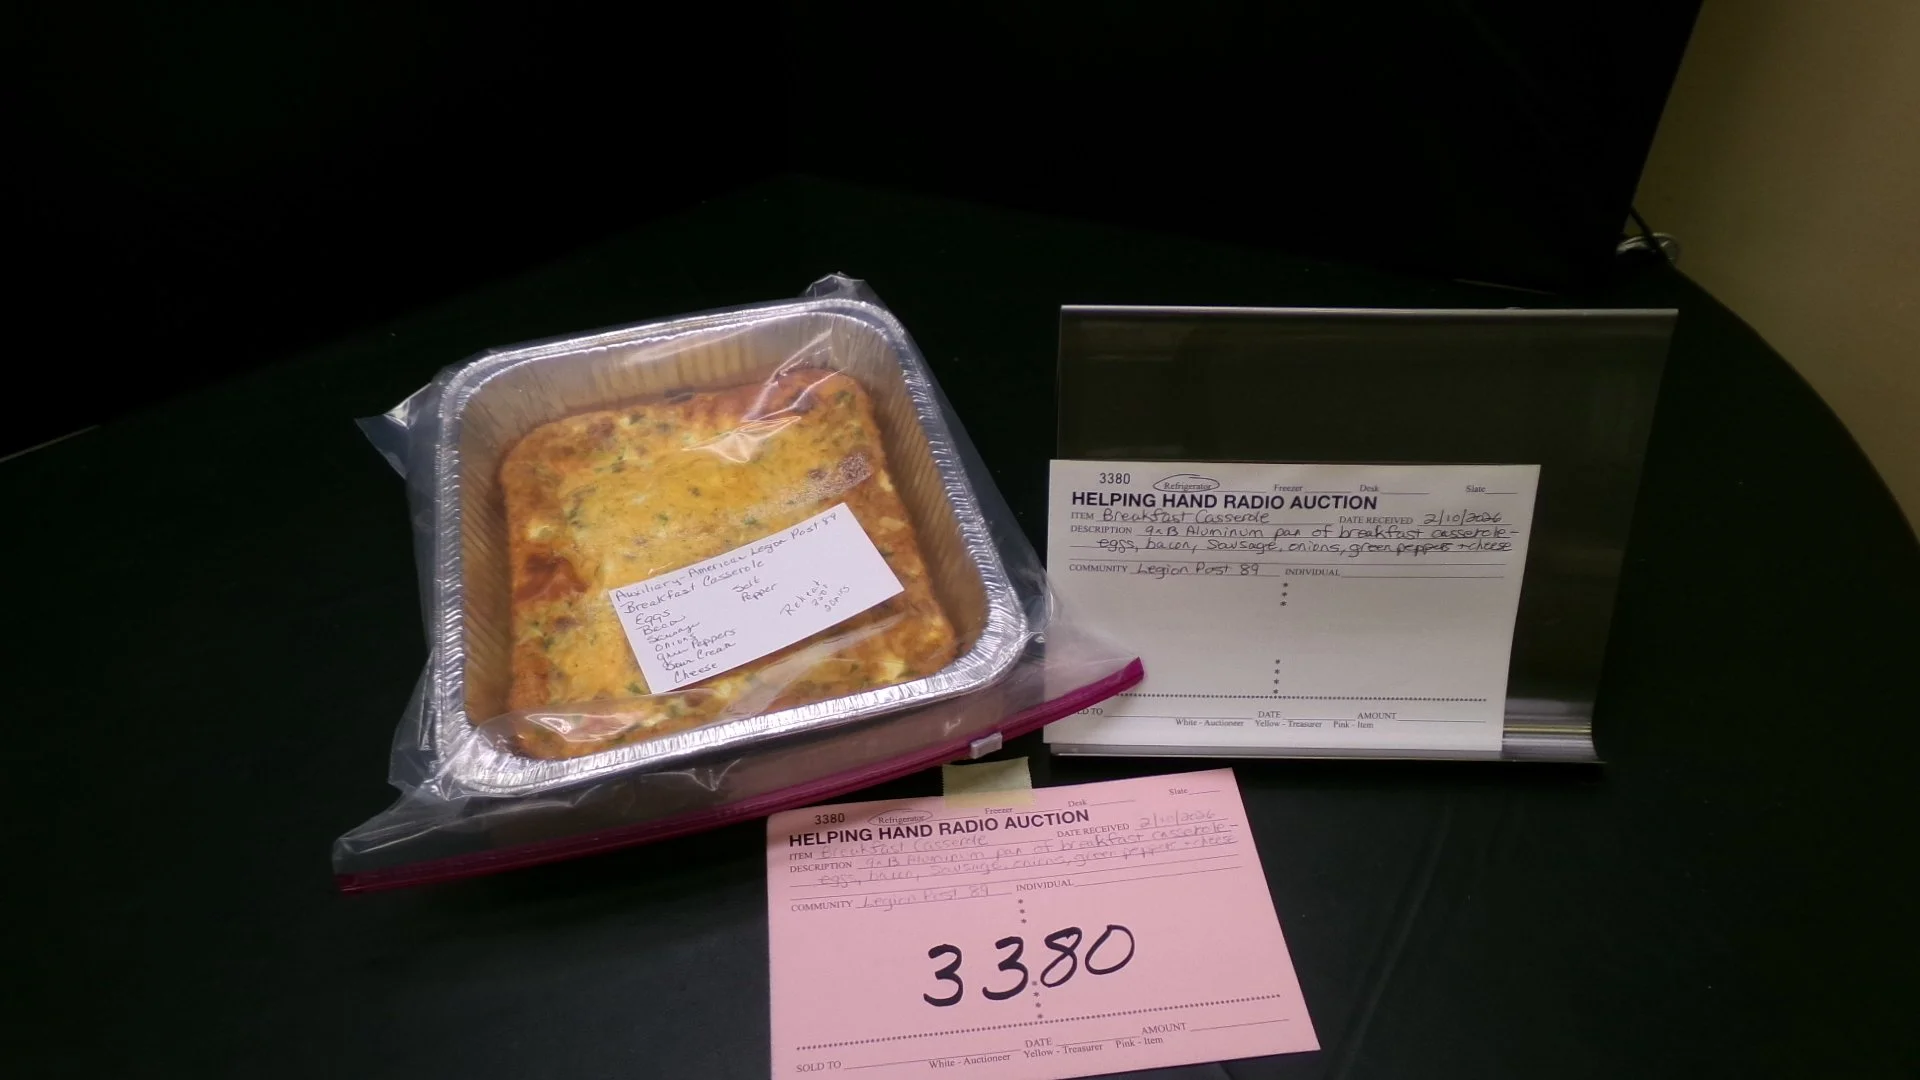 Auxiliary-American Legion Post 89
Breakfast Casserole
Eggs Salt
Bacon Pepper
Sausage
Onions
Green Peppers
Sour Cream
Cheese
Reheat
3380 Refrigerator Freezer Desk Slate
HELPING HAND RADIO AUCTION
ITEM Breakfast Casserole DATE RECEIVED 2/10/2026
DESCRIPTION 9x13 Aluminum pan of breakfast casserole-
eggs, bacon, Sausage, onions, green peppers + cheese
COMMUNITY Legion Post 89 INDIVIDUAL
LD TO DATE AMOUNT
White - Auctioneer Yellow - Treasurer Pink - Item
3380 Refrigerator Freezer Desk Slate
HELPING HAND RADIO AUCTION
ITEM Breakfast Casserole DATE RECEIVED 2/10/2026
DESCRIPTION 9x13 Aluminum pan of breakfast casserole-
eggs, bacon, Sausage, onions, green peppers + cheese
COMMUNITY Legion Post 89 INDIVIDUAL
3380
SOLD TO DATE AMOUNT
White - Auctioneer Yellow - Treasurer Pink - Item